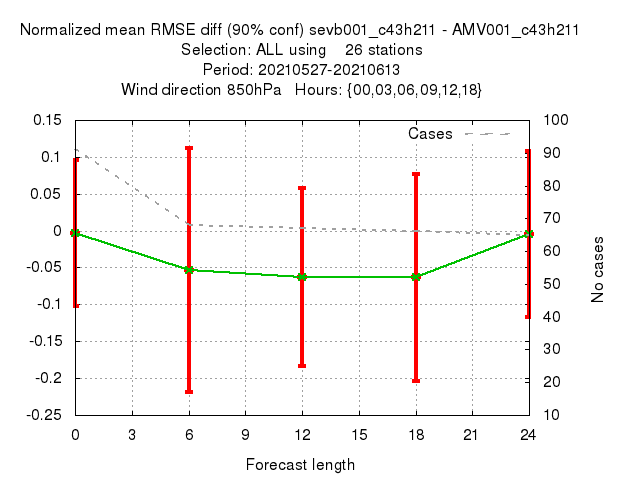 Normalized mean RMSE diff (90% conf) sevb001_c43h211 - AMV001_c43h211
Selection: ALL using 26 stations
Period: 20210527-20210613
Wind direction 850hPa Hours: {00,03,06,09,12,18}
Cases
0.15
0.1
0.05
0
-0.05
-0.1
-0.15
-0.2
-0.25
100
90
80
70
60
50
40
30
20
10
No cases
0 3 6 9 12 15 18 21 24
Forecast length